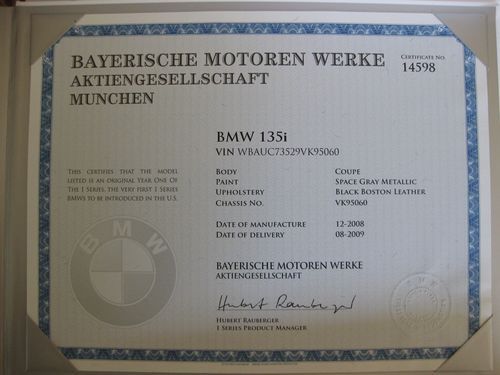 BAYERISCHE MOTOREN WERKE
AKTIENGESELLSCHAFT
MUNCHEN
CERTIFICATE NO.
14598
BMW 135i
VIN WBAUC73529VK95060
THIS CERTIFIES THAT THE MODEL
LISTED IS AN ORIGINAL YEAR ONE OF
THE 1 SERIES, THE VERY FIRST 1 SERIES
BMWS TO BE INTRODUCED IN THE U.S.
BODY COUPE
PAINT SPACE GRAY METALLIC
UPHOLSTERY BLACK BOSTON LEATHER
CHASSIS NO. VK95060
DATE OF MANUFACTURE 12-2008
DATE OF DELIVERY 08-2009
BMW
BAYERISCHE MOTOREN WERKE
AKTIENGESELLSCHAFT
Hubert Rauberger
HUBERT RAUBERGER
1 SERIES PRODUCT MANAGER